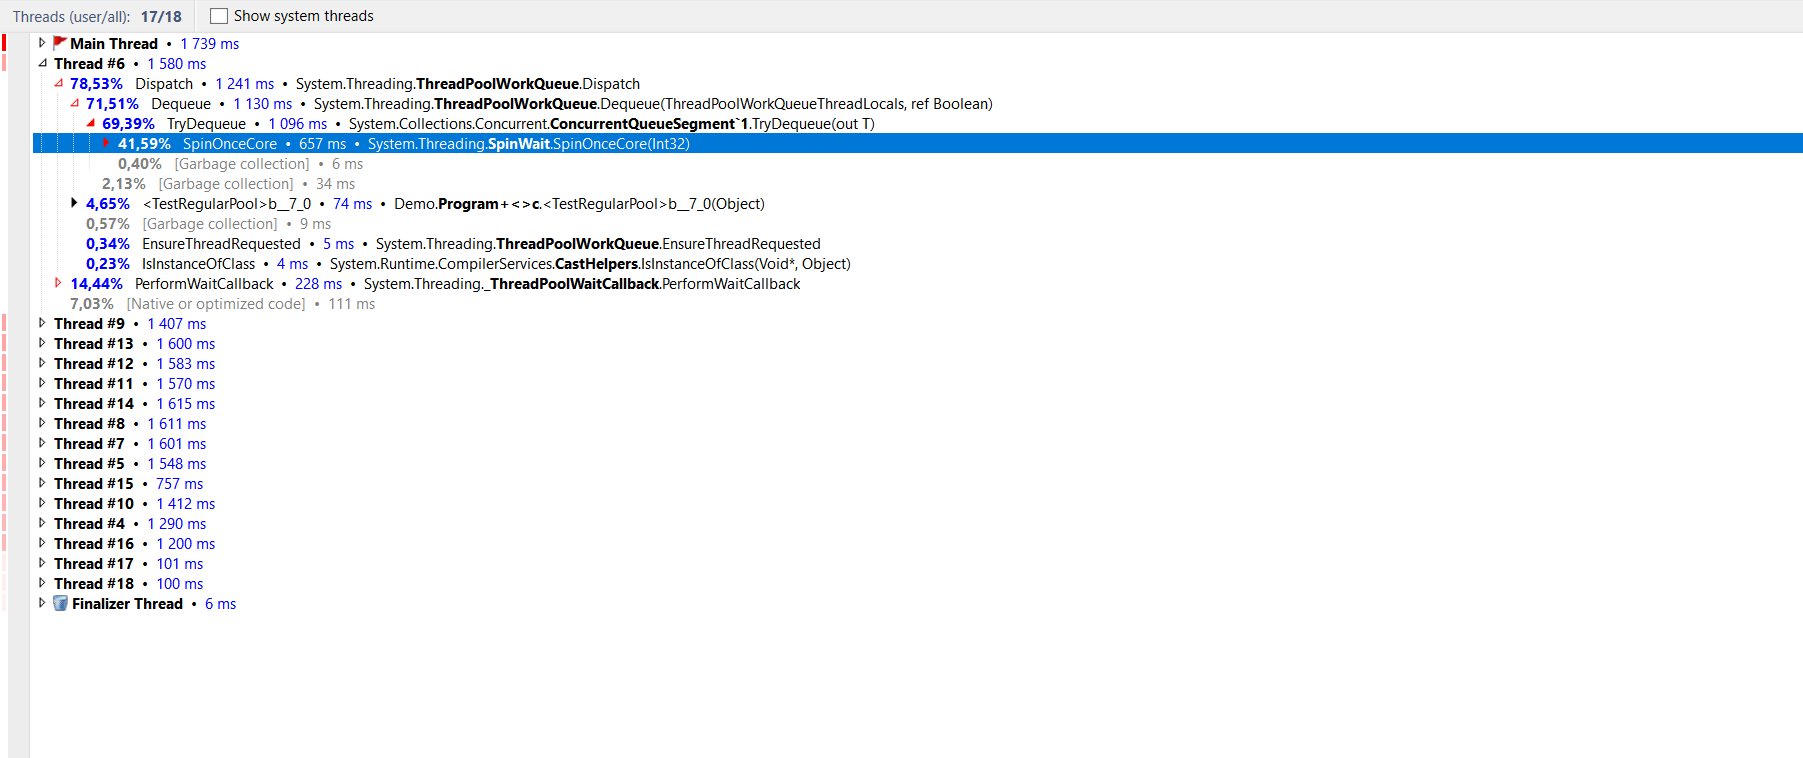 Threads (user/all): 17/18 Show system threads
Main Thread • 1 739 ms
Thread #6 • 1 580 ms
78,53% Dispatch • 1 241 ms • System.Threading.ThreadPoolWorkQueue.Dispatch
71,51% Dequeue • 1 130 ms • System.Threading.ThreadPoolWorkQueue.Dequeue(ThreadPoolWorkQueueThreadLocals, ref Boolean)
69,39% TryDequeue • 1 096 ms • System.Collections.Concurrent.ConcurrentQueueSegment`1.TryDequeue(out T)
41,59% SpinOnceCore • 657 ms • System.Threading.SpinWait.SpinOnceCore(Int32)
0,40% [Garbage collection] • 6 ms
2,13% [Garbage collection] • 34 ms
4,65% <TestRegularPool>b__7_0 • 74 ms • Demo.Program+<>c.<TestRegularPool>b__7_0(Object)
0,57% [Garbage collection] • 9 ms
0,34% EnsureThreadRequested • 5 ms • System.Threading.ThreadPoolWorkQueue.EnsureThreadRequested
0,23% IsInstanceOfClass • 4 ms • System.Runtime.CompilerServices.CastHelpers.IsInstanceOfClass(Void*, Object)
14,44% PerformWaitCallback • 228 ms • System.Threading._ThreadPoolWaitCallback.PerformWaitCallback
7,03% [Native or optimized code] • 111 ms
Thread #9 • 1 407 ms
Thread #13 • 1 600 ms
Thread #12 • 1 583 ms
Thread #11 • 1 570 ms
Thread #14 • 1 615 ms
Thread #8 • 1 611 ms
Thread #7 • 1 601 ms
Thread #5 • 1 548 ms
Thread #15 • 757 ms
Thread #10 • 1 412 ms
Thread #4 • 1 290 ms
Thread #16 • 1 200 ms
Thread #17 • 101 ms
Thread #18 • 100 ms
Finalizer Thread • 6 ms